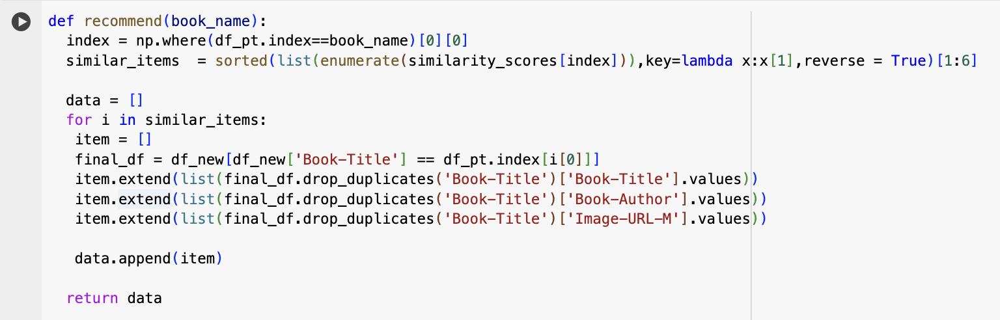 def recommend(book_name):
  index = np.where(df_pt.index==book_name)[0][0]
  similar_items  = sorted(list(enumerate(similarity_scores[index])),key=lambda x:x[1],reverse = True)[1:6]

  data = []
  for i in similar_items:
   item = []
   final_df = df_new[df_new['Book-Title'] == df_pt.index[i[0]]]
   item.extend(list(final_df.drop_duplicates('Book-Title')['Book-Title'].values))
   item.extend(list(final_df.drop_duplicates('Book-Title')['Book-Author'].values))
   item.extend(list(final_df.drop_duplicates('Book-Title')['Image-URL-M'].values))

   data.append(item)

  return data